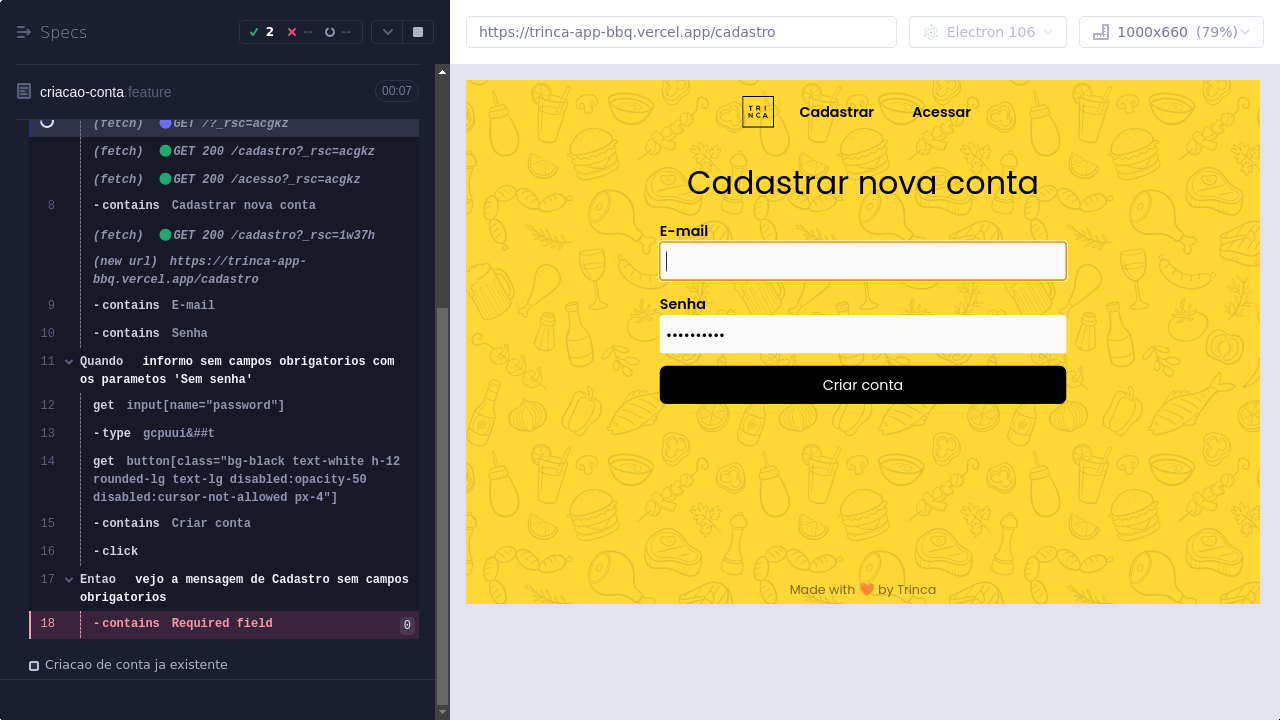 Specs
2
--
--
https://trinca-app-bbq.vercel.app/cadastro
Electron 106
1000x660 (79%)
criacao-conta.feature
00:07
(fetch) GET /?_rsc=acgkz
(fetch) GET 200 /cadastro?_rsc=acgkz
(fetch) GET 200 /acesso?_rsc=acgkz
8 -contains Cadastrar nova conta
(fetch) GET 200 /cadastro?_rsc=1w37h
(new url) https://trinca-app-
bbq.vercel.app/cadastro
9 -contains E-mail
10 -contains Senha
11 Quando informo sem campos obrigatorios com
os parametos 'Sem senha'
12 get input[name="password"]
13 -type gcpuui&##t
14 get button[class="bg-black text-white h-12
rounded-lg text-lg disabled:opacity-50
disabled:cursor-not-allowed px-4"]
15 -contains Criar conta
16 -click
17 Entao vejo a mensagem de Cadastro sem campos
obrigatorios
18 -contains Required field 0
Criacao de conta ja existente
TRI
NCA
Cadastrar
Acessar
Cadastrar nova conta
E-mail
Senha
••••••••••
Criar conta
Made with 🧡 by Trinca